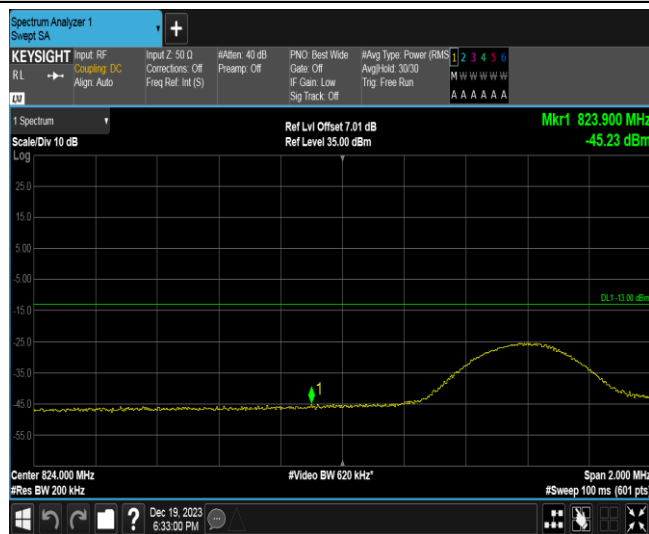 Spectrum Analyzer 1
Swept SA
+
KEYSIGHT
RL
LXI
Input: RF
Coupling: DC
Align: Auto
Input Z: 50 Ω
Corrections: Off
Freq Ref: Int (S)
#Atten: 40 dB
Preamp: Off
PNO: Best Wide
Gate: Off
IF Gain: Low
Sig Track: Off
#Avg Type: Power (RMS
Avg|Hold: 30/30
Trig: Free Run
1 2 3 4 5 6
M W W W W W
A A A A A A
1 Spectrum
Scale/Div 10 dB
Log
Ref Lvl Offset 7.01 dB
Ref Level 35.00 dBm
Mkr1 823.900 MHz
-45.23 dBm
25.0
15.0
5.00
-5.00
DL1 -13.00 dBm
-15.0
-25.0
-35.0
1
-45.0
-55.0
Center 824.000 MHz
#Res BW 200 kHz
#Video BW 620 kHz*
Span 2.000 MHz
#Sweep 100 ms (601 pts)
?
Dec 19, 2023
6:33:00 PM